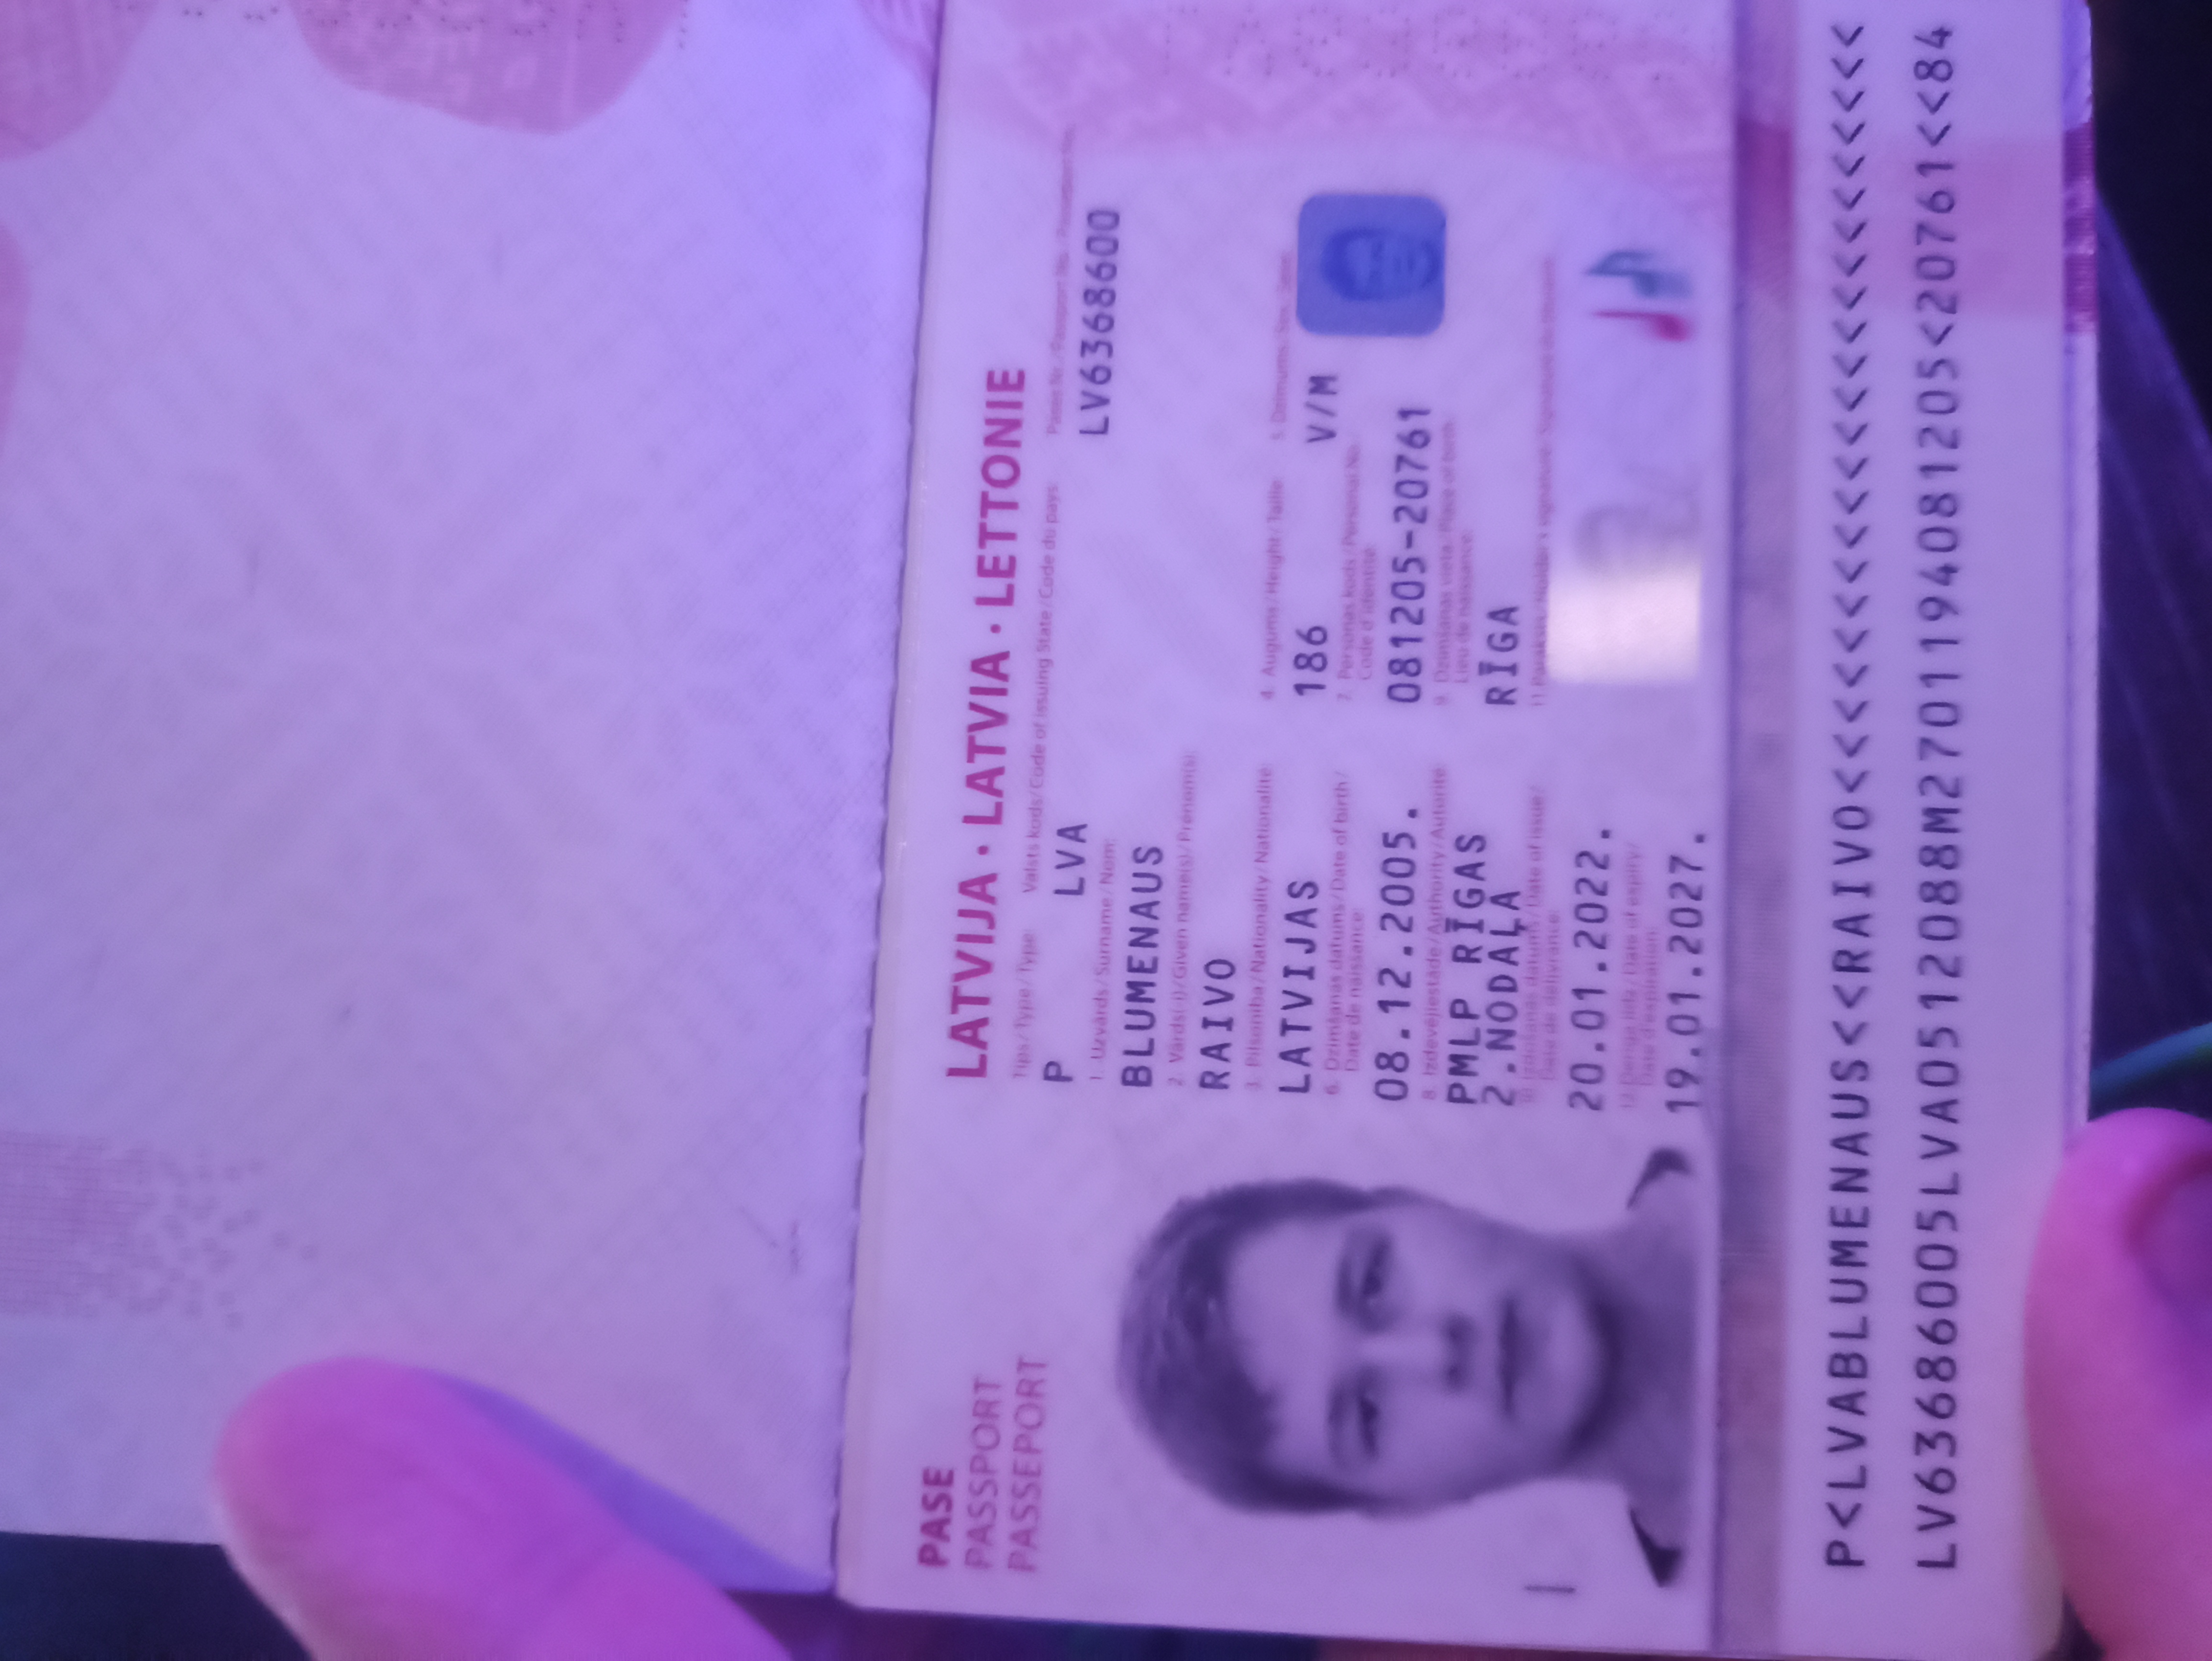 PASE
PASSPORT
PASSEPORT
LATVIJA · LATVIA · LETTONIE
Tips/Type/Type: Valsts kods/Code of issuing State/Code du pays: Pases Nr./Passport No./Passeport No.:
P LVA LV6368600
1. Uzvārds/Surname/Nom:
BLUMENAUS
2. Vārds(-i)/Given name(s)/Prénom(s):
RAIVO
3. Pilsonība/Nationality/Nationalité: 4. Augums/Height/Taille: 5. Dzimums/Sex/Sexe:
LATVIJAS 186 V/M
6. Dzimšanas datums/Date of birth/
Date de naissance:
7. Personas kods/Personal No./
Code d'identité:
08.12.2005. 081205-20761
8. Izdevējiestāde/Authority/Autorité:
9. Dzimšanas vieta/Place of birth/
Lieu de naissance:
PMLP RĪGAS
2.NODAĻA
RĪGA
10. Izdošanas datums/Date of issue/
Date de délivrance:
11. Paraksts/Holder's signature/Signature du titulaire:
20.01.2022.
12. Derīga līdz/Date of expiry/
Date d'expiration:
19.01.2027.
P<LVABLUMENAUS<<RAIVO<<<<<<<<<<<<<<<<<<<<<<<
LV63686005LVA0512088M2701194081205<20761<<84